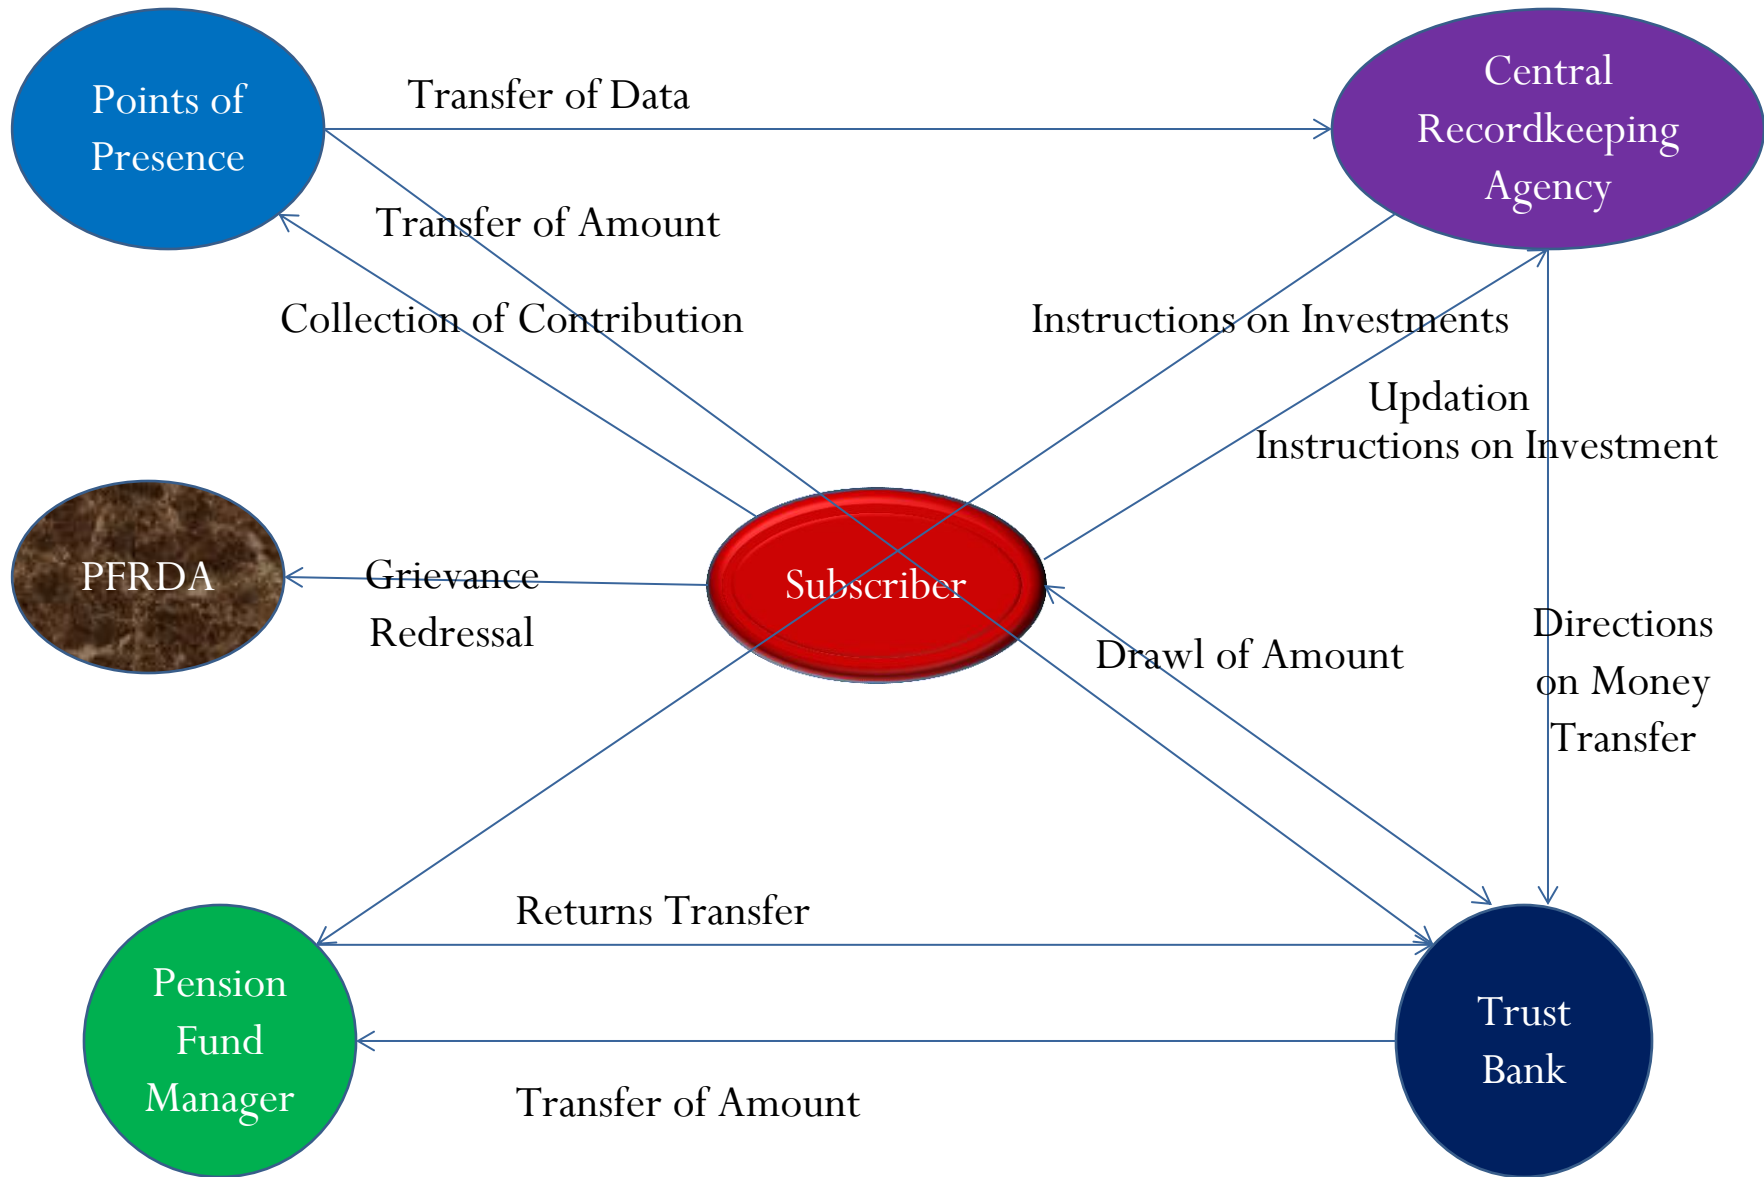 Points of
Presence
Transfer of Data
Central
Recordkeeping
Agency
Transfer of Amount
Collection of Contribution
Instructions on Investments
Updation
Instructions on Investment
PFRDA
Grievance
Redressal
Subscriber
Drawl of Amount
Directions
on Money
Transfer
Returns Transfer
Pension
Fund
Manager
Transfer of Amount
Trust
Bank